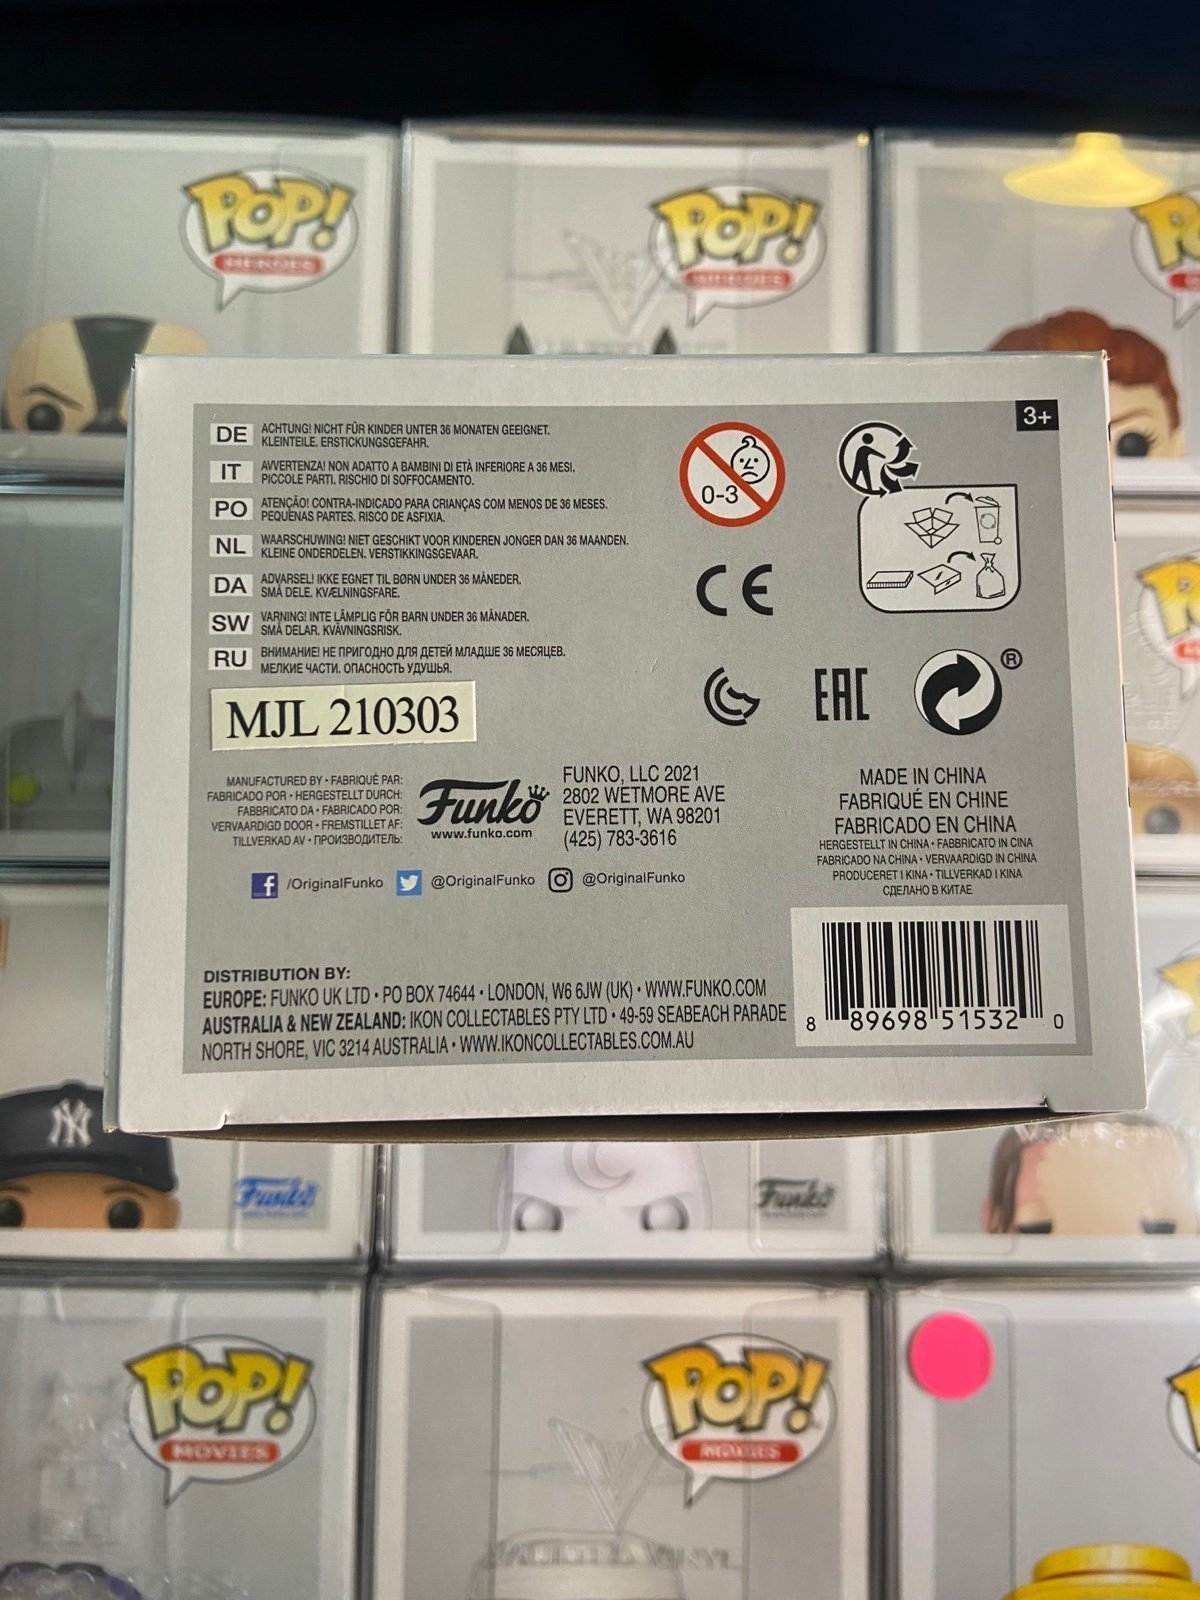 POP!
HEROES
POP!
HEROES
3+
DE
ACHTUNG! NICHT FÜR KINDER UNTER 36 MONATEN GEEIGNET.
KLEINTEILE. ERSTICKUNGSGEFAHR.
IT
AVVERTENZA! NON ADATTO A BAMBINI DI ETÀ INFERIORE A 36 MESI.
PICCOLE PARTI. RISCHIO DI SOFFOCAMENTO.
PO
ATENÇÃO! CONTRA-INDICADO PARA CRIANÇAS COM MENOS DE 36 MESES.
PEQUENAS PARTES. RISCO DE ASFIXIA.
NL
WAARSCHUWING! NIET GESCHIKT VOOR KINDEREN JONGER DAN 36 MAANDEN.
KLEINE ONDERDELEN. VERSTIKKINGSGEVAAR.
DA
ADVARSEL! IKKE EGNET TIL BØRN UNDER 36 MÅNEDER.
SMÅ DELE. KVÆLNINGSFARE.
SW
VARNING! INTE LÄMPLIG FÖR BARN UNDER 36 MÅNADER.
SMÅ DELAR. KVÄVNINGSRISK.
RU
ВНИМАНИЕ! НЕ ПРИГОДНО ДЛЯ ДЕТЕЙ МЛАДШЕ 36 МЕСЯЦЕВ.
МЕЛКИЕ ЧАСТИ. ОПАСНОСТЬ УДУШЬЯ.
0-3
CE
EAC
®
MJL 210303
MANUFACTURED BY • FABRIQUÉ PAR:
FABRICADO POR • HERGESTELLT DURCH:
FABBRICATO DA • FABRICADO POR:
VERVAARDIGD DOOR • FREMSTILLET AF:
TILLVERKAD AV • ПРОИЗВОДИТЕЛЬ:
Funko
www.funko.com
FUNKO, LLC 2021
2802 WETMORE AVE
EVERETT, WA 98201
(425) 783-3616
MADE IN CHINA
FABRIQUÉ EN CHINE
FABRICADO EN CHINA
HERGESTELLT IN CHINA • FABBRICATO IN CINA
FABRICADO NA CHINA • VERVAARDIGD IN CHINA
PRODUCERET I KINA • TILLVERKAD I KINA
СДЕЛАНО В КИТАЕ
/OriginalFunko
@OriginalFunko
@OriginalFunko
DISTRIBUTION BY:
EUROPE: FUNKO UK LTD • PO BOX 74644 • LONDON, W6 6JW (UK) • WWW.FUNKO.COM
AUSTRALIA & NEW ZEALAND: IKON COLLECTABLES PTY LTD • 49-59 SEABEACH PARADE
NORTH SHORE, VIC 3214 AUSTRALIA • WWW.IKONCOLLECTABLES.COM.AU
8 89698 51532 0
NY
Funko
Funko
POP!
MOVIES
POP!
MOVIES